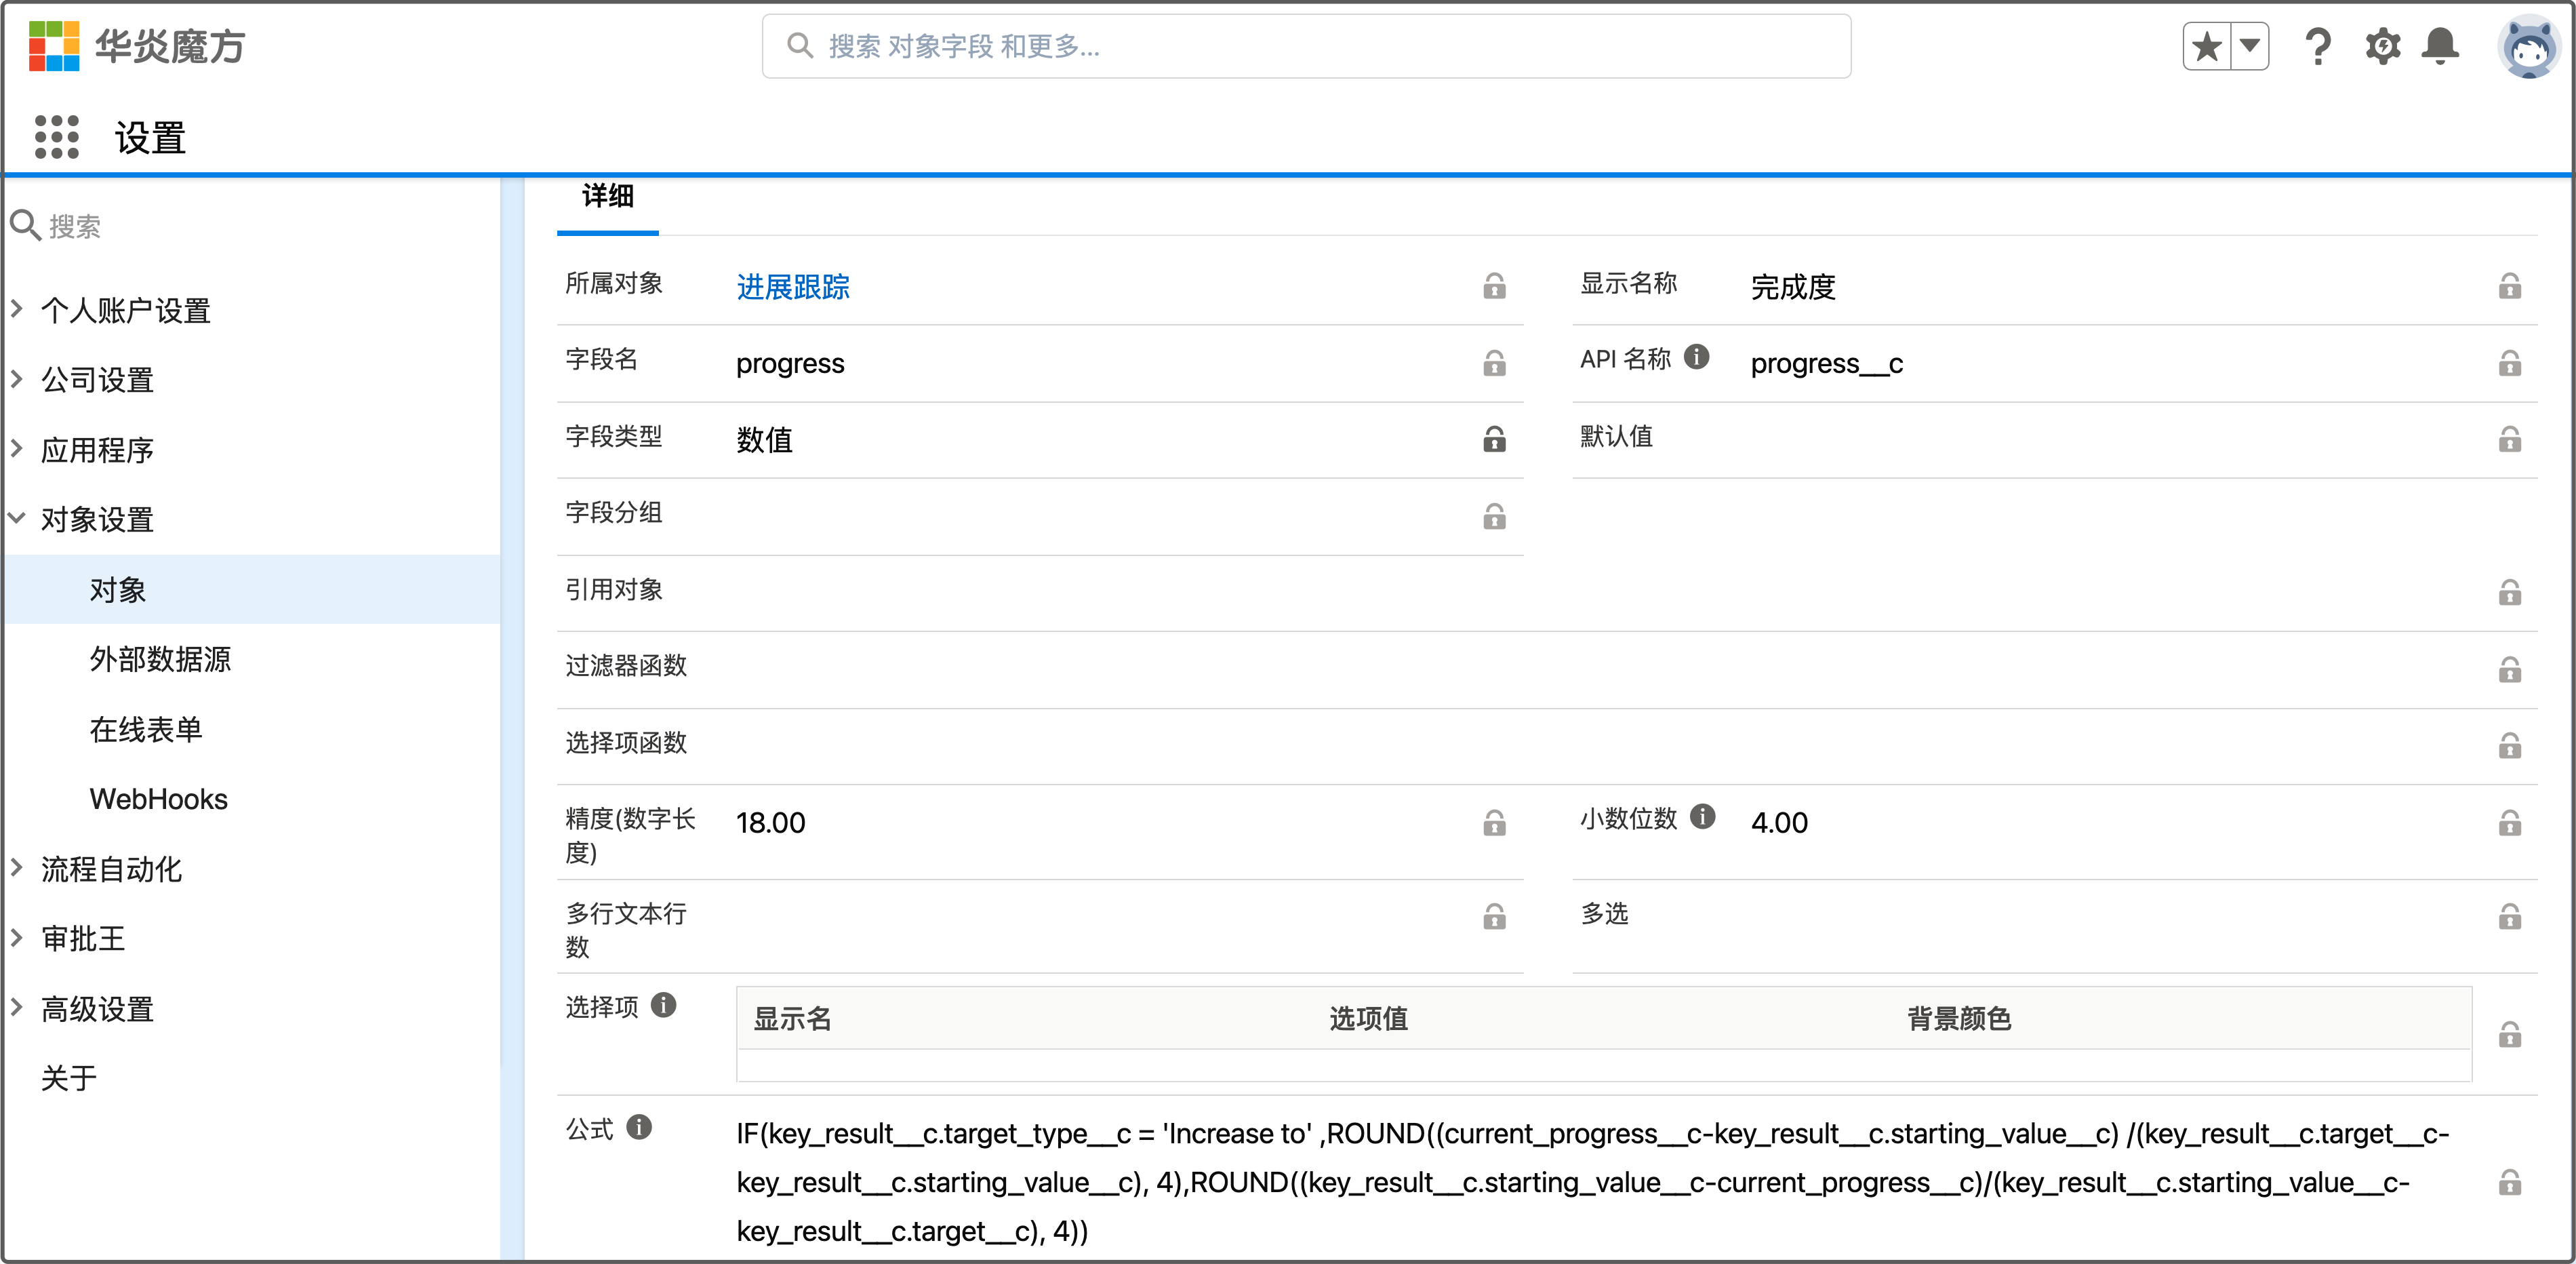 华炎魔方
搜索 对象字段 和更多...
设置
搜索
个人账户设置
公司设置
应用程序
对象设置
对象
外部数据源
在线表单
WebHooks
流程自动化
审批王
高级设置
关于
详细
所属对象 进展跟踪
显示名称 完成度
字段名 progress
API 名称 progress__c
字段类型 数值
默认值
字段分组
引用对象
过滤器函数
选择项函数
精度(数字长
度)
18.00
小数位数 4.00
多行文本行
数
多选
选择项
显示名 选项值 背景颜色
公式
IF(key_result__c.target_type__c = 'Increase to' ,ROUND((current_progress__c-key_result__c.starting_value__c) /(key_result__c.target__c-
key_result__c.starting_value__c), 4),ROUND((key_result__c.starting_value__c-current_progress__c)/(key_result__c.starting_value__c-
key_result__c.target__c), 4))